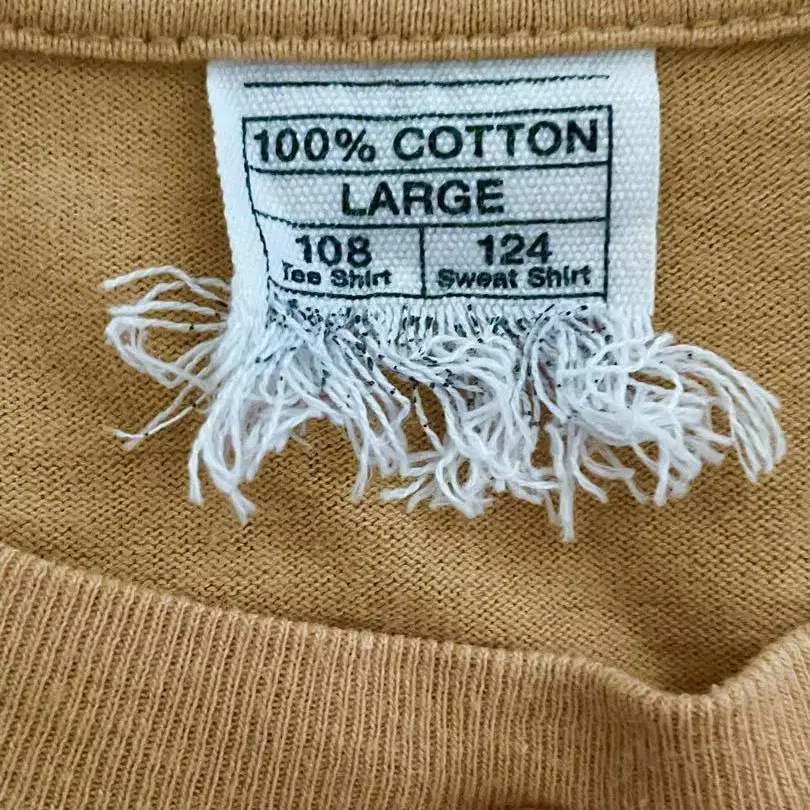 100% COTTON
LARGE
108 124
Tee Shirt Sweat Shirt